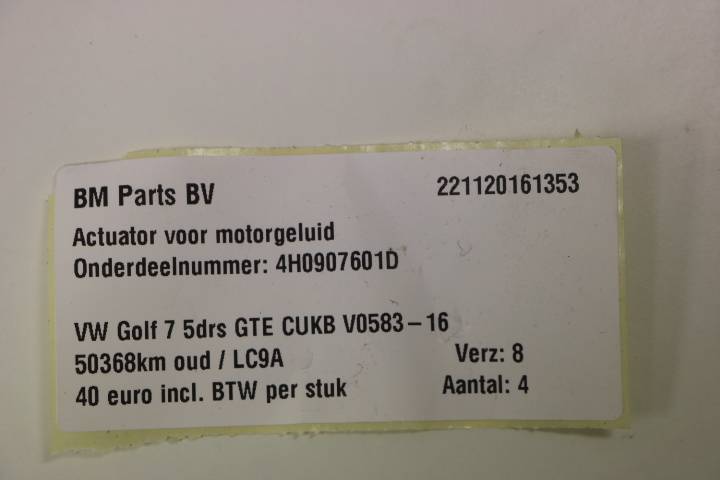 BM Parts BV 221120161353
Actuator voor motorgeluid
Onderdeelnummer: 4H0907601D
VW Golf 7 5drs GTE CUKB V0583-16
50368km oud / LC9A Verz: 8
40 euro incl. BTW per stuk Aantal: 4